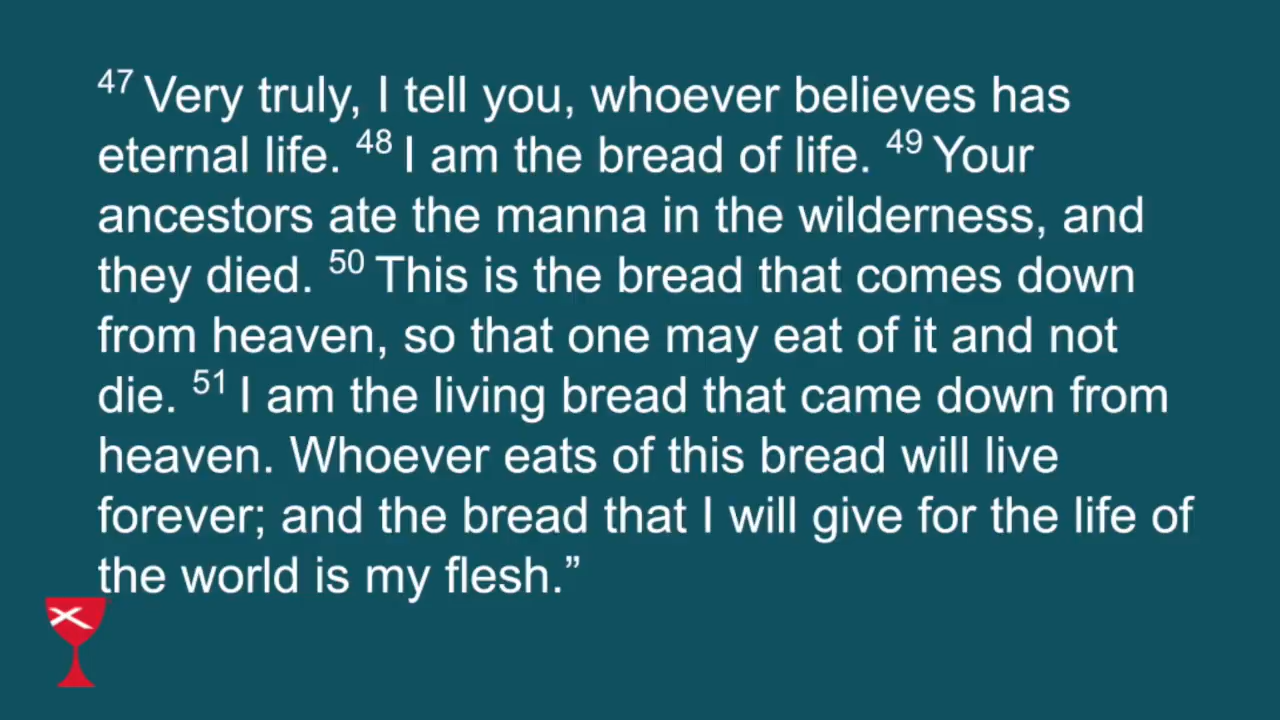 47 Very truly, I tell you, whoever believes has
eternal life. 48 I am the bread of life. 49 Your
ancestors ate the manna in the wilderness, and
they died. 50 This is the bread that comes down
from heaven, so that one may eat of it and not
die. 51 I am the living bread that came down from
heaven. Whoever eats of this bread will live
forever; and the bread that I will give for the life of
the world is my flesh.”